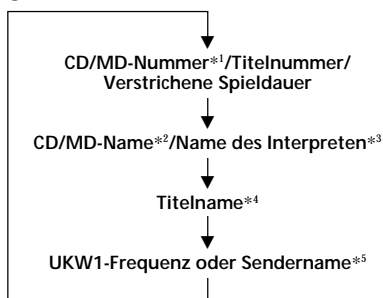 CD/MD-Nummer*1/Titelnummer/
Verstrichene Spieldauer
CD/MD-Name*2/Name des Interpreten*3
Titelname*4
UKW1-Frequenz oder Sendername*5